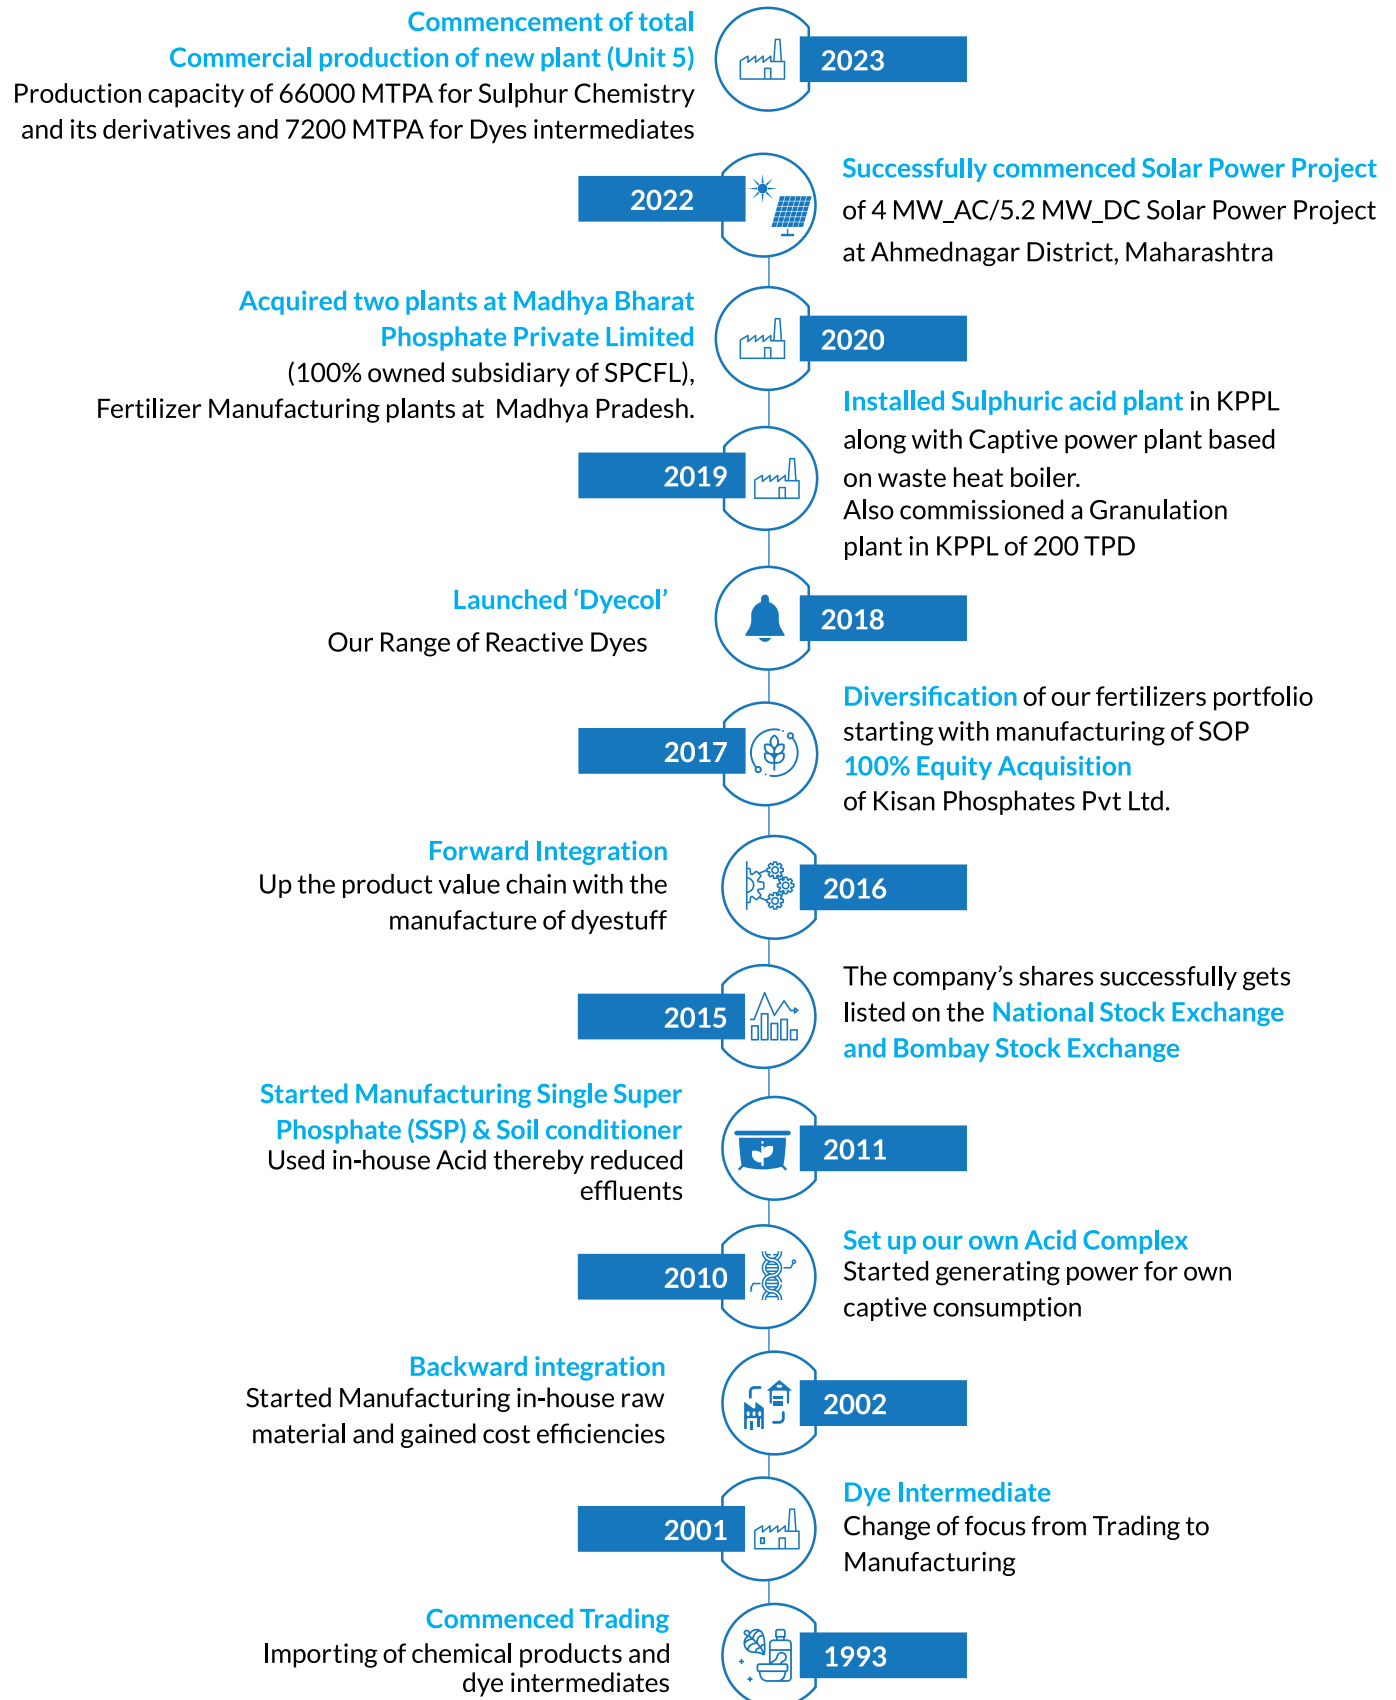 Commencement of total
Commercial production of new plant (Unit 5)
Production capacity of 66000 MTPA for Sulphur Chemistry
and its derivatives and 7200 MTPA for Dyes intermediates
2023
2022
Successfully commenced Solar Power Project
of 4 MW_AC/5.2 MW_DC Solar Power Project
at Ahmednagar District, Maharashtra
Acquired two plants at Madhya Bharat
Phosphate Private Limited
(100% owned subsidiary of SPCFL),
Fertilizer Manufacturing plants at Madhya Pradesh.
2020
2019
Installed Sulphuric acid plant in KPPL
along with Captive power plant based
on waste heat boiler.
Also commissioned a Granulation
plant in KPPL of 200 TPD
Launched ‘Dyecol’
Our Range of Reactive Dyes
2018
2017
Diversification of our fertilizers portfolio
starting with manufacturing of SOP
100% Equity Acquisition
of Kisan Phosphates Pvt Ltd.
Forward Integration
Up the product value chain with the
manufacture of dyestuff
2016
2015
The company’s shares successfully gets
listed on the National Stock Exchange
and Bombay Stock Exchange
Started Manufacturing Single Super
Phosphate (SSP) & Soil conditioner
Used in-house Acid thereby reduced
effluents
2011
2010
Set up our own Acid Complex
Started generating power for own
captive consumption
Backward integration
Started Manufacturing in-house raw
material and gained cost efficiencies
2002
2001
Dye Intermediate
Change of focus from Trading to
Manufacturing
Commenced Trading
Importing of chemical products and
dye intermediates
1993